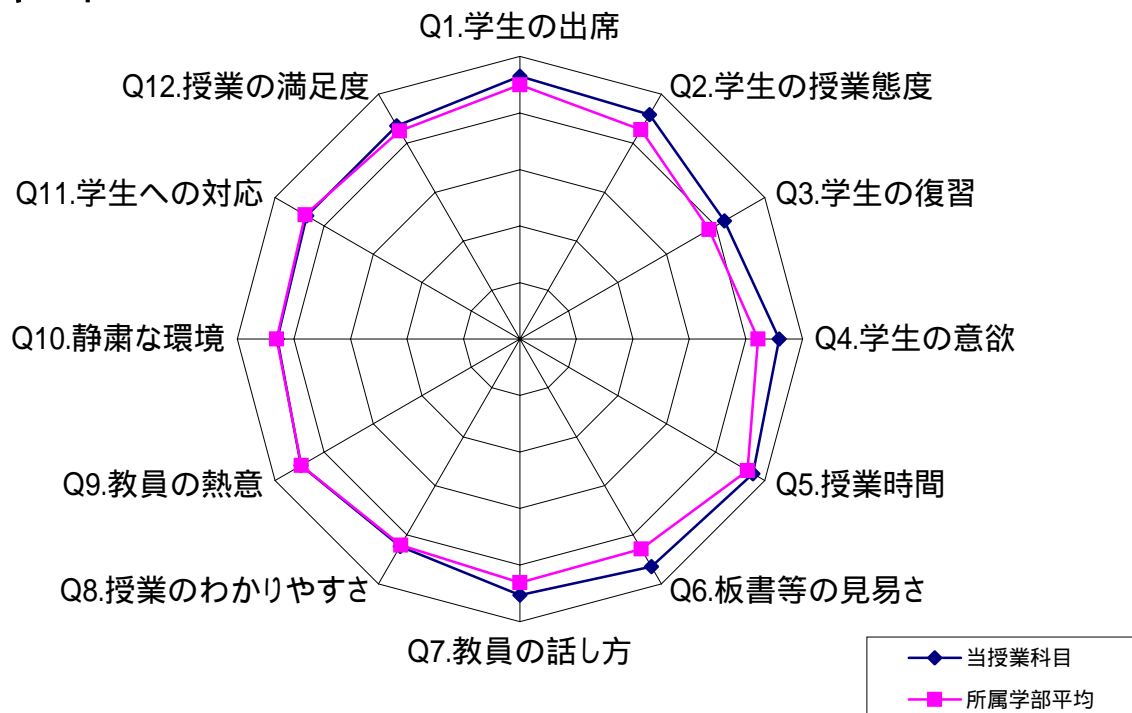 Q1.学生の出席
Q2.学生の授業態度
Q3.学生の復習
Q4.学生の意欲
Q5.授業時間
Q6.板書等の見易さ
Q7.教員の話し方
Q8.授業のわかりやすさ
Q9.教員の熱意
Q10.静粛な環境
Q11.学生への対応
Q12.授業の満足度
当授業科目
所属学部平均